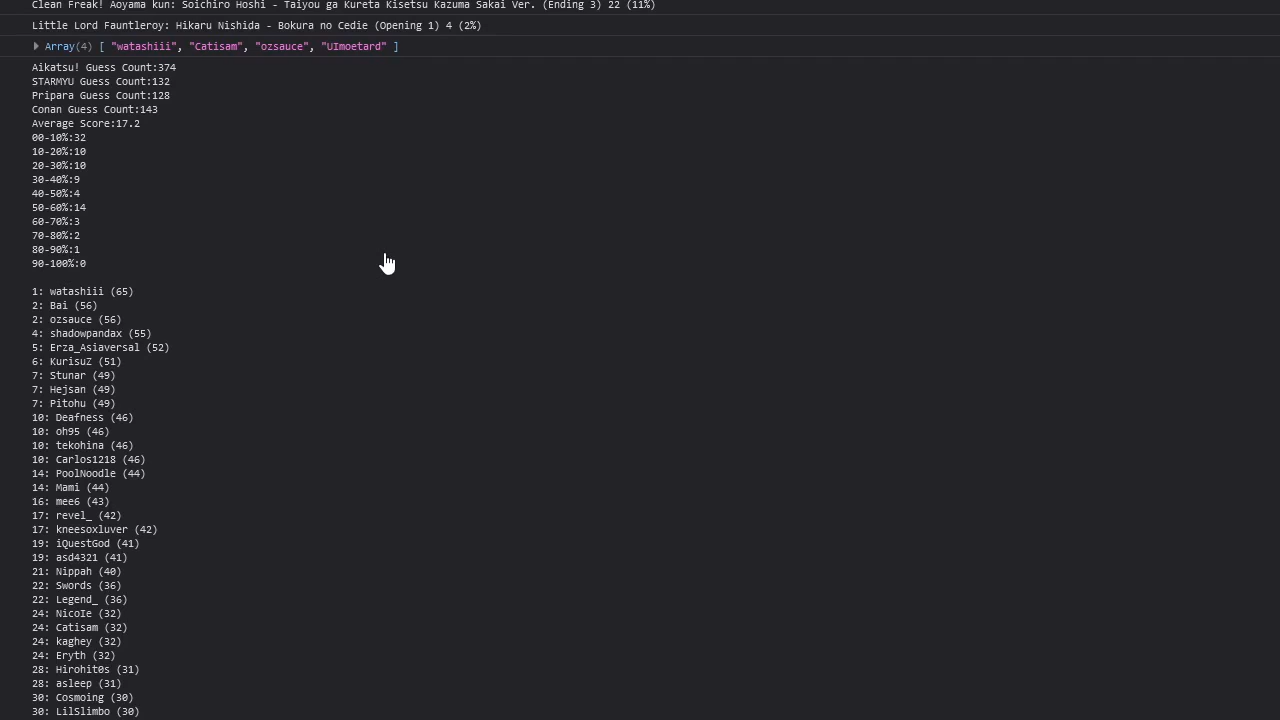 Clean Freak! Aoyama kun: Soichiro Hoshi - Taiyou ga Kureta Kisetsu Kazuma Sakai Ver. (Ending 3) 22 (11%)
Little Lord Fauntleroy: Hikaru Nishida - Bokura no Cedie (Opening 1) 4 (2%)
Array(4) [ "watashiii", "Catisam", "ozsauce", "UImoetard" ]
Aikatsu! Guess Count:374
STARMYU Guess Count:132
Pripara Guess Count:128
Conan Guess Count:143
Average Score:17.2
00-10%:32
10-20%:10
20-30%:10
30-40%:9
40-50%:4
50-60%:14
60-70%:3
70-80%:2
80-90%:1
90-100%:0
1: watashiii (65)
2: Bai (56)
2: ozsauce (56)
4: shadowpandax (55)
5: Erza_Asiaversal (52)
6: KurisuZ (51)
7: Stunar (49)
7: Hejsan (49)
7: Pitohu (49)
10: Deafness (46)
10: oh95 (46)
10: tekohina (46)
10: Carlos1218 (46)
14: PoolNoodle (44)
14: Mami (44)
16: mee6 (43)
17: revel_ (42)
17: kneesoxluver (42)
19: iQuestGod (41)
19: asd4321 (41)
21: Nippah (40)
22: Swords (36)
22: Legend_ (36)
24: NicoIe (32)
24: Catisam (32)
24: kaghey (32)
24: Eryth (32)
28: Hirohit0s (31)
28: asleep (31)
30: Cosmoing (30)
30: LilSlimbo (30)